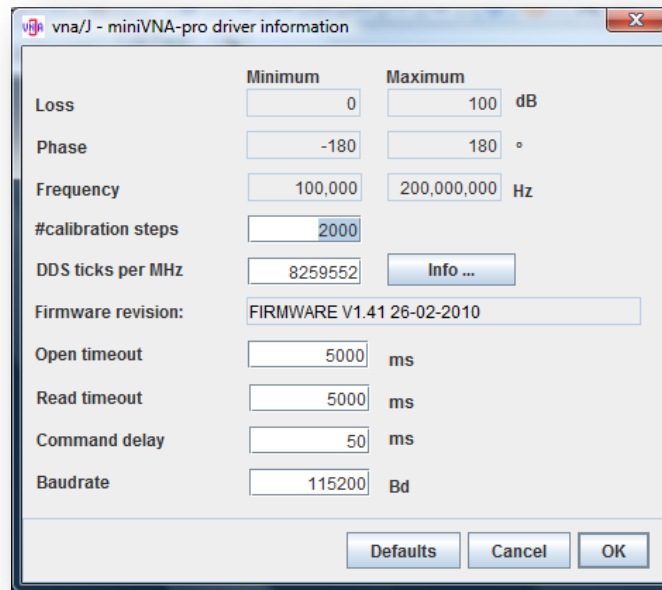 VNA vna/J - miniVNA-pro driver information
Minimum Maximum
Loss 0 100 dB
Phase -180 180 °
Frequency 100,000 200,000,000 Hz
#calibration steps 2000
DDS ticks per MHz 8259552 Info ...
Firmware revision: FIRMWARE V1.41 26-02-2010
Open timeout 5000 ms
Read timeout 5000 ms
Command delay 50 ms
Baudrate 115200 Bd
Defaults Cancel OK